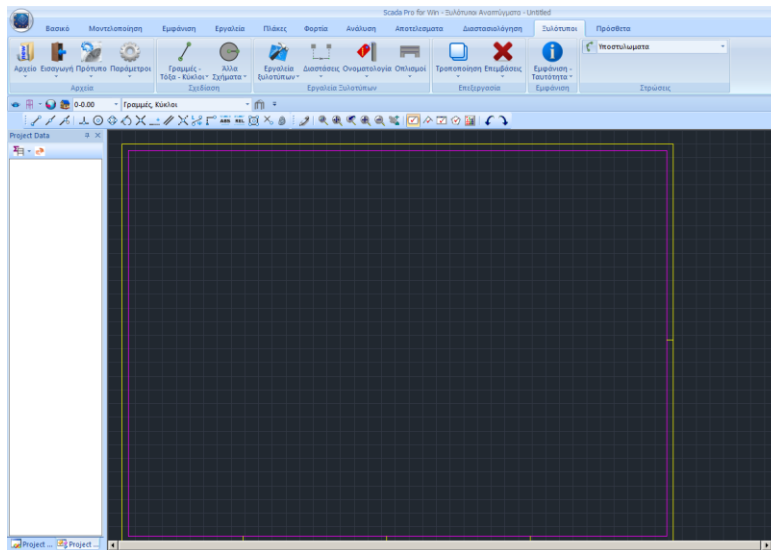 Scada Pro for Win - Ξυλότυποι Αναπτύγματα - Untitled
Βασικό Μοντελοποίηση Εμφάνιση Εργαλεία Πλάκες Φορτία Ανάλυση Αποτελεσματα Διαστασιολόγηση Ξυλότυποι Πρόσθετα
Αρχείο Εισαγωγή Πρότυπο Παράμετροι Γραμμές - Τόξα - Κύκλοι Άλλα Σχήματα Εργαλεία ξυλοτύπων Διαστάσεις Ονοματολογία Οπλισμοί Τροποποίηση Επεμβάσεις Εμφάνιση - Ταυτότητα Υποστυλωματα
Αρχεία Σχεδίαση Εργαλεία Ξυλοτύπων Επεξεργασία Εμφάνιση Στρώσεις
0-0.00 Γραμμές, Κύκλοι
Project Data
Project ... Project ...